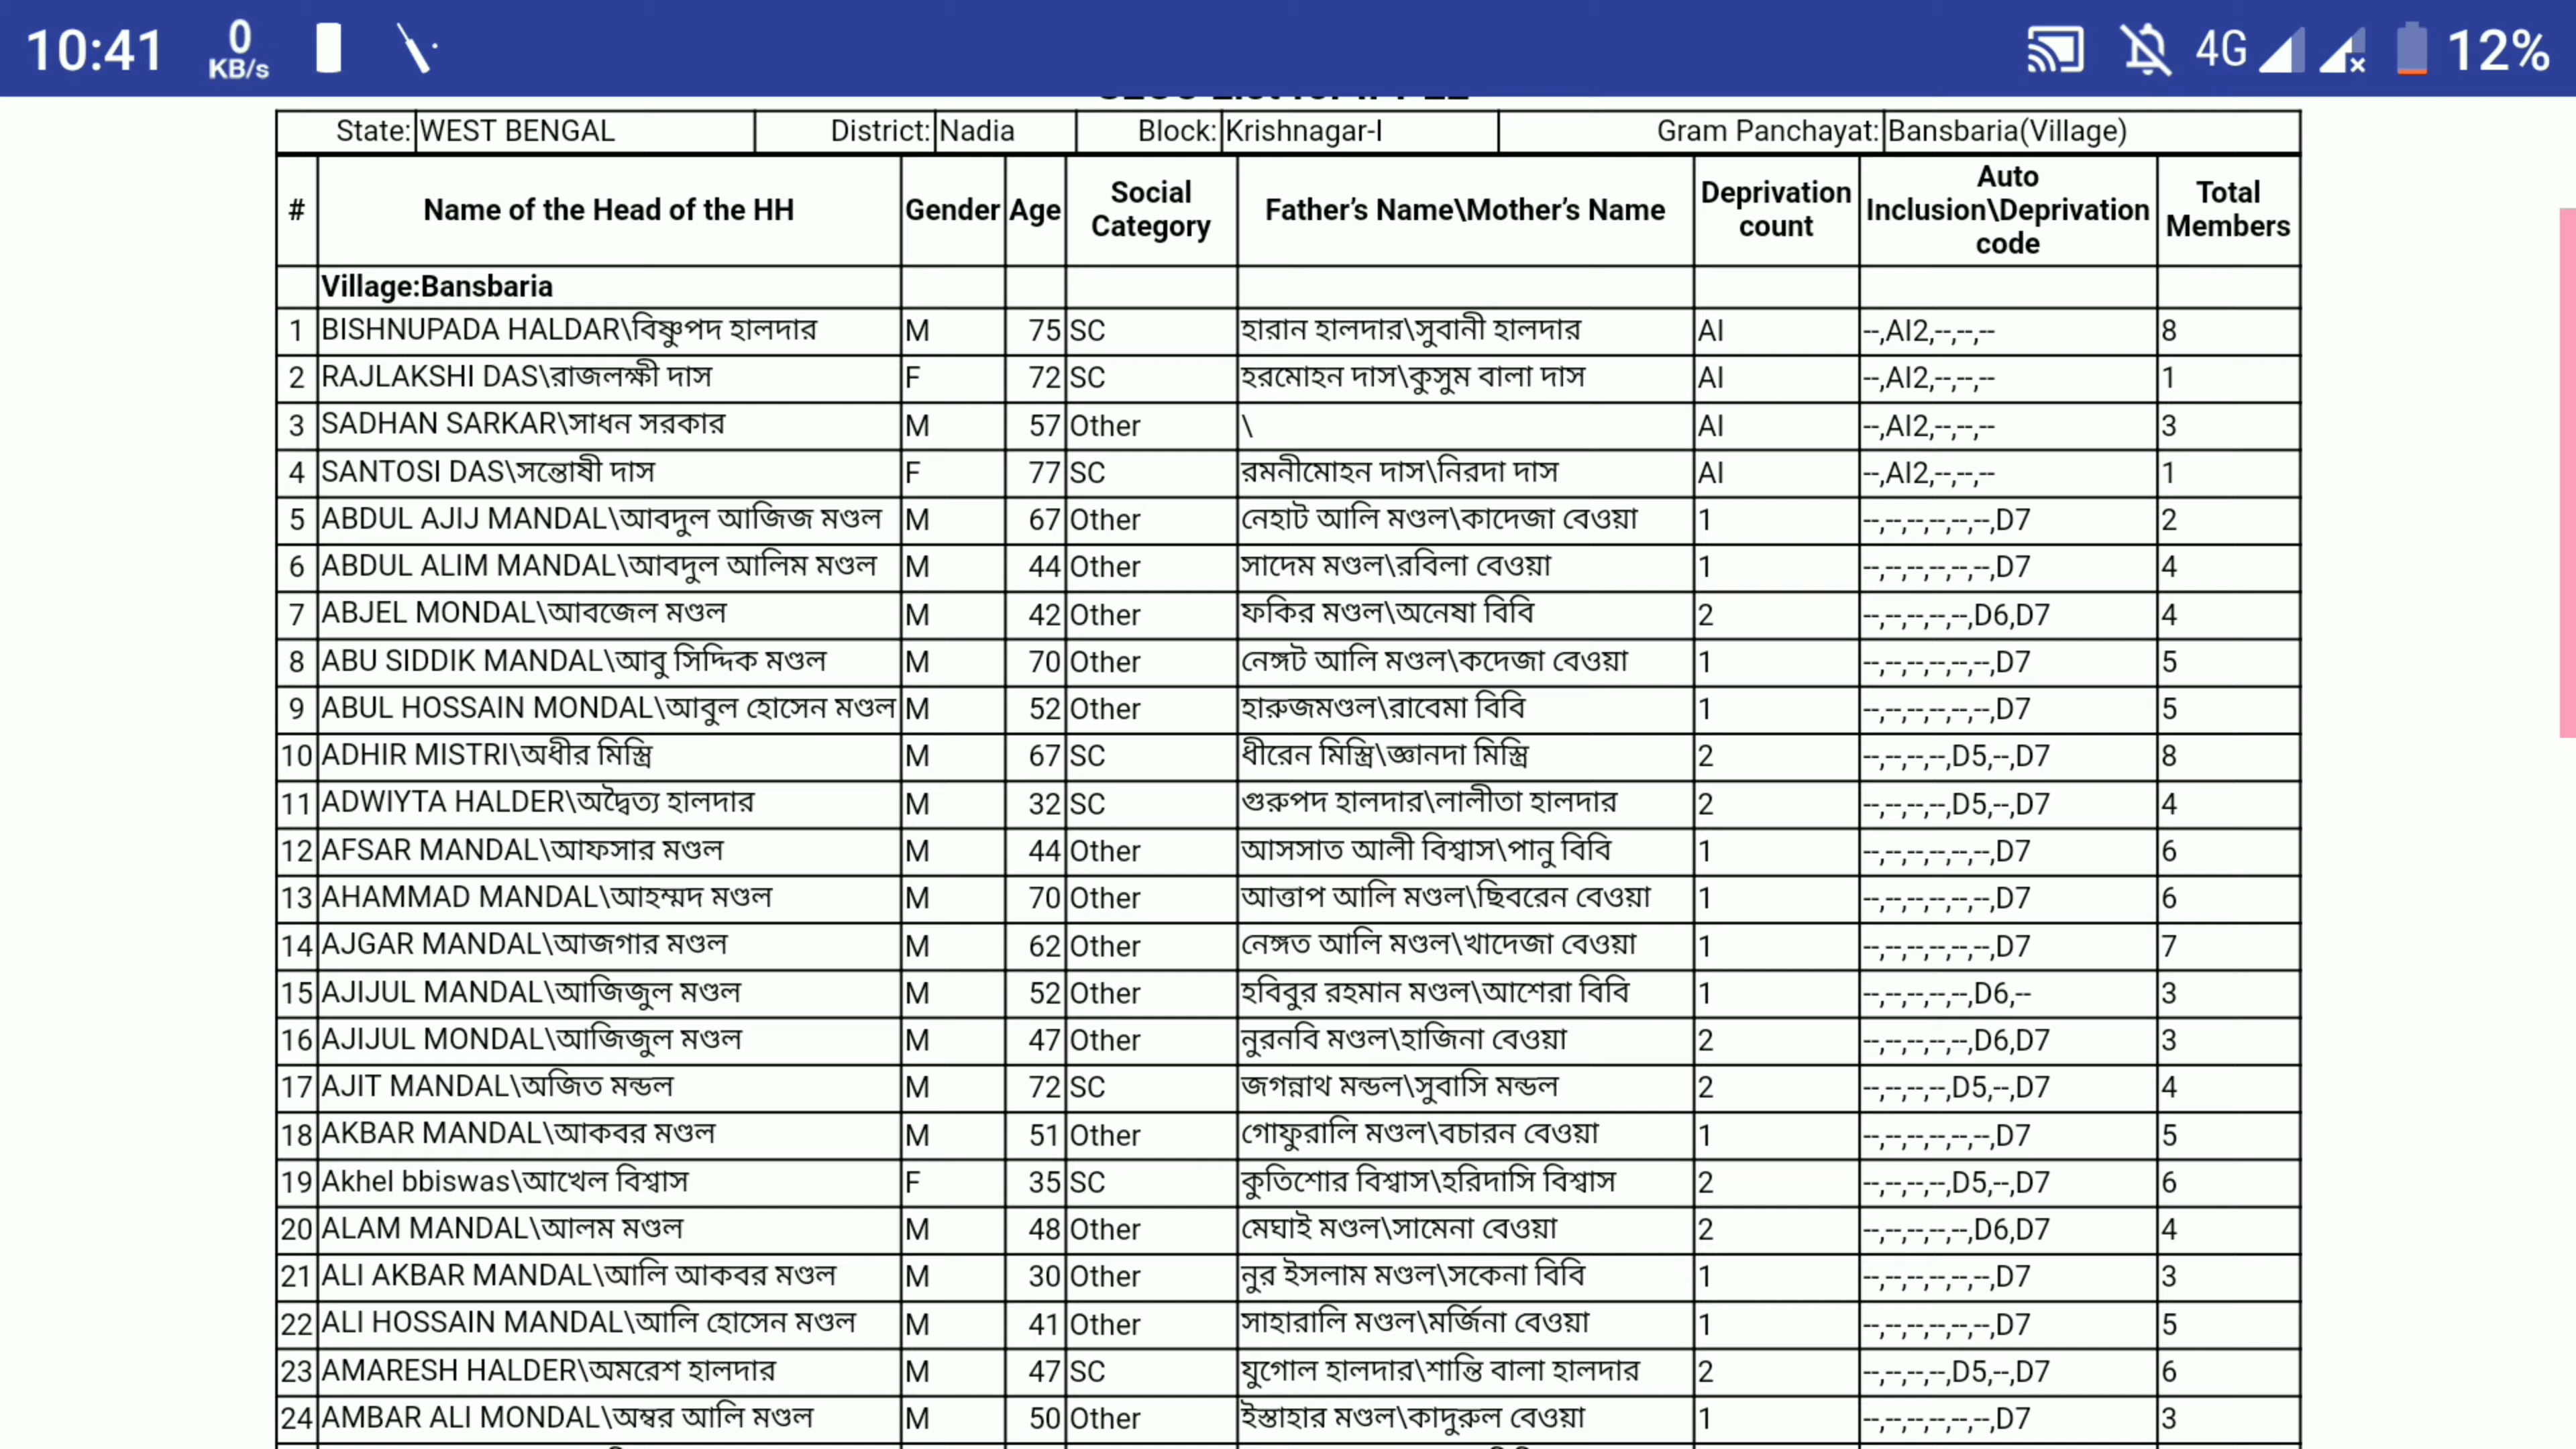 10:41 0 KB/s 4G 12%
State: WEST BENGAL District: Nadia Block: Krishnagar-I Gram Panchayat: Bansbaria(Village)
# Name of the Head of the HH Gender Age Social Category Father's Name\Mother's Name Deprivation count Auto Inclusion\Deprivation code Total Members
Village:Bansbaria
1 BISHNUPADA HALDAR\বিষ্ণুপদ হালদার M 75 SC হারান হালদার\সুবানী হালদার AI --,AI2,--,--,-- 8
2 RAJLAKSHI DAS\রাজলক্ষী দাস F 72 SC হরমোহন দাস\কুসুম বালা দাস AI --,AI2,--,--,-- 1
3 SADHAN SARKAR\সাধন সরকার M 57 Other \ AI --,AI2,--,--,-- 3
4 SANTOSI DAS\সন্তোষী দাস F 77 SC রমনীমোহন দাস\নিরদা দাস AI --,AI2,--,--,-- 1
5 ABDUL AJIJ MANDAL\আবদুল আজিজ মণ্ডল M 67 Other নেহাট আলি মণ্ডল\কাদেজা বেওয়া 1 --,--,--,--,--,--,D7 2
6 ABDUL ALIM MANDAL\আবদুল আলিম মণ্ডল M 44 Other সাদেম মণ্ডল\রবিলা বেওয়া 1 --,--,--,--,--,--,D7 4
7 ABJEL MONDAL\আবজেল মণ্ডল M 42 Other ফকির মণ্ডল\অনেষা বিবি 2 --,--,--,--,--,D6,D7 4
8 ABU SIDDIK MANDAL\আবু সিদ্দিক মণ্ডল M 70 Other নেঙ্গট আলি মণ্ডল\কদেজা বেওয়া 1 --,--,--,--,--,--,D7 5
9 ABUL HOSSAIN MONDAL\আবুল হোসেন মণ্ডল M 52 Other হারুজমণ্ডল\রাবেমা বিবি 1 --,--,--,--,--,--,D7 5
10 ADHIR MISTRI\অধীর মিস্ত্রি M 67 SC ধীরেন মিস্ত্রি\জ্ঞানদা মিস্ত্রি 2 --,--,--,--,D5,--,D7 8
11 ADWIYTA HALDER\অদ্বৈত্য হালদার M 32 SC গুরুপদ হালদার\লালীতা হালদার 2 --,--,--,--,D5,--,D7 4
12 AFSAR MANDAL\আফসার মণ্ডল M 44 Other আসসাত আলী বিশ্বাস\পানু বিবি 1 --,--,--,--,--,--,D7 6
13 AHAMMAD MANDAL\আহম্মদ মণ্ডল M 70 Other আত্তাপ আলি মণ্ডল\ছিবরেন বেওয়া 1 --,--,--,--,--,--,D7 6
14 AJGAR MANDAL\আজগার মণ্ডল M 62 Other নেঙ্গত আলি মণ্ডল\খাদেজা বেওয়া 1 --,--,--,--,--,--,D7 7
15 AJIJUL MANDAL\আজিজুল মণ্ডল M 52 Other হবিবুর রহমান মণ্ডল\আশেরা বিবি 1 --,--,--,--,--,D6,-- 3
16 AJIJUL MONDAL\আজিজুল মণ্ডল M 47 Other নুরনবি মণ্ডল\হাজিনা বেওয়া 2 --,--,--,--,--,D6,D7 3
17 AJIT MANDAL\অজিত মন্ডল M 72 SC জগন্নাথ মন্ডল\সুবাসি মন্ডল 2 --,--,--,--,D5,--,D7 4
18 AKBAR MANDAL\আকবর মণ্ডল M 51 Other গোফুরালি মণ্ডল\বচারন বেওয়া 1 --,--,--,--,--,--,D7 5
19 Akhel bbiswas\আখেল বিশ্বাস F 35 SC কুতিশোর বিশ্বাস\হরিদাসি বিশ্বাস 2 --,--,--,--,D5,--,D7 6
20 ALAM MANDAL\আলম মণ্ডল M 48 Other মেঘাই মণ্ডল\সামেনা বেওয়া 2 --,--,--,--,--,D6,D7 4
21 ALI AKBAR MANDAL\আলি আকবর মণ্ডল M 30 Other নুর ইসলাম মণ্ডল\সকেনা বিবি 1 --,--,--,--,--,--,D7 3
22 ALI HOSSAIN MANDAL\আলি হোসেন মণ্ডল M 41 Other সাহারালি মণ্ডল\মর্জিনা বেওয়া 1 --,--,--,--,--,--,D7 5
23 AMARESH HALDER\অমরেশ হালদার M 47 SC যুগোল হালদার\শান্তি বালা হালদার 2 --,--,--,--,D5,--,D7 6
24 AMBAR ALI MONDAL\অম্বর আলি মণ্ডল M 50 Other ইস্তাহার মণ্ডল\কাদুরুল বেওয়া 1 --,--,--,--,--,--,D7 3